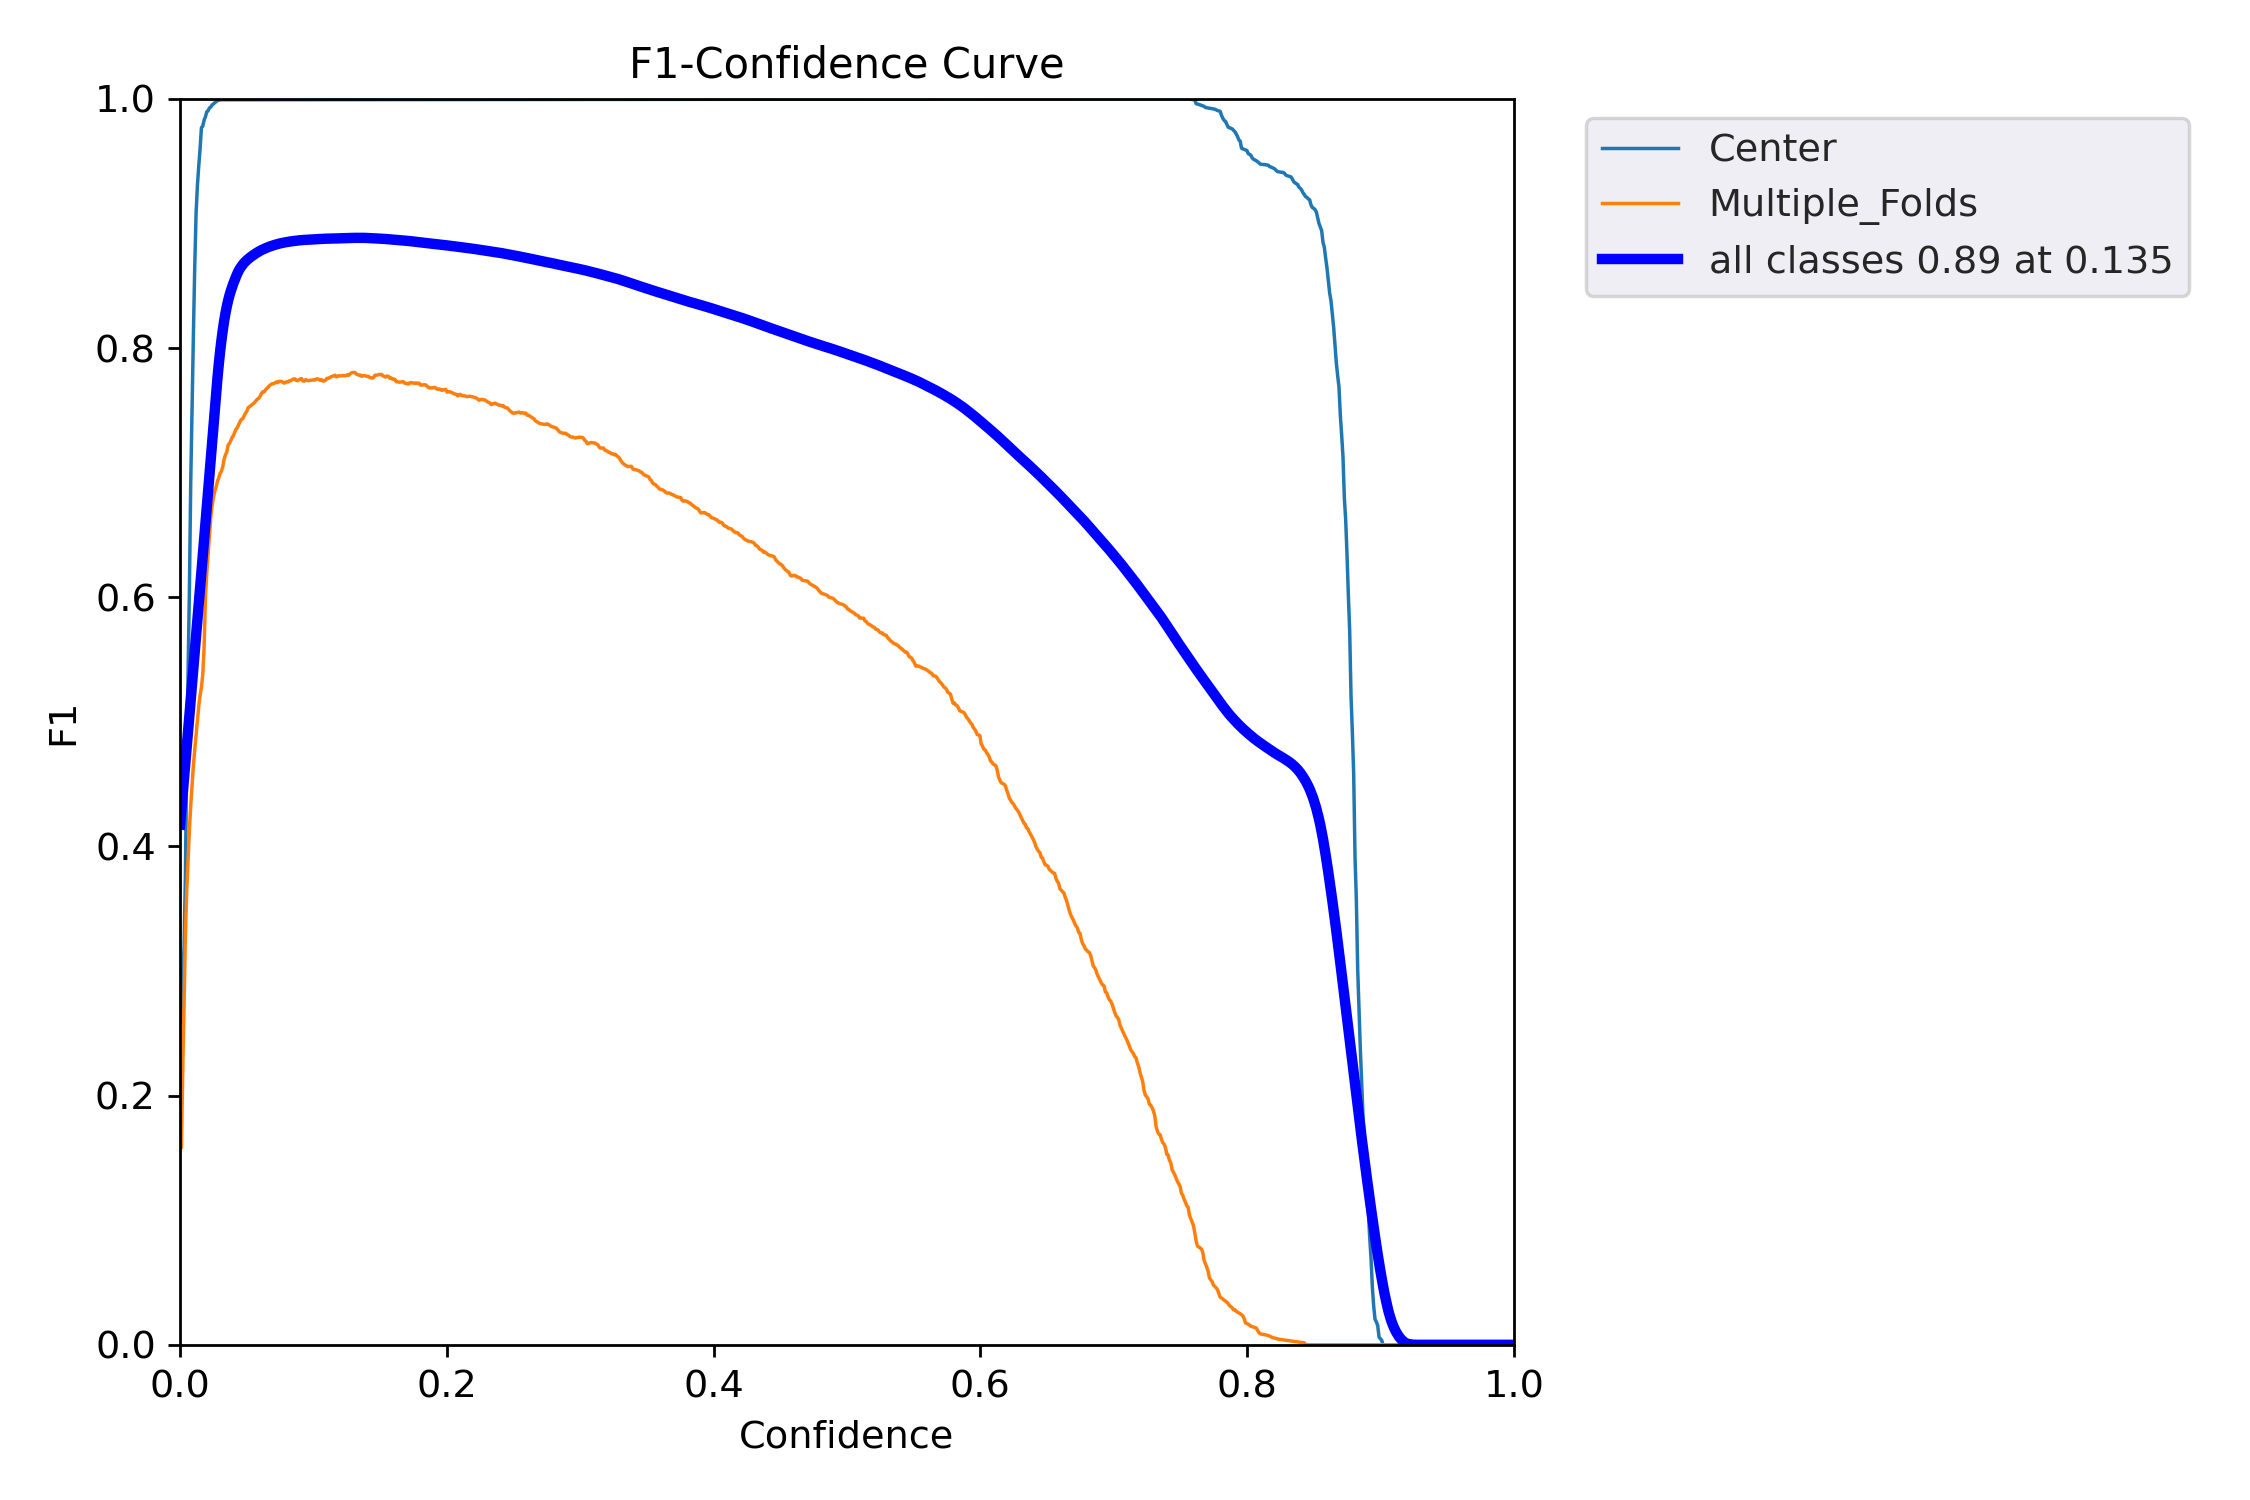 F1-Confidence Curve
1.0
0.8
0.6
0.4
0.2
0.0
F1
0.0 0.2 0.4 0.6 0.8 1.0
Confidence
Center
Multiple_Folds
all classes 0.89 at 0.135